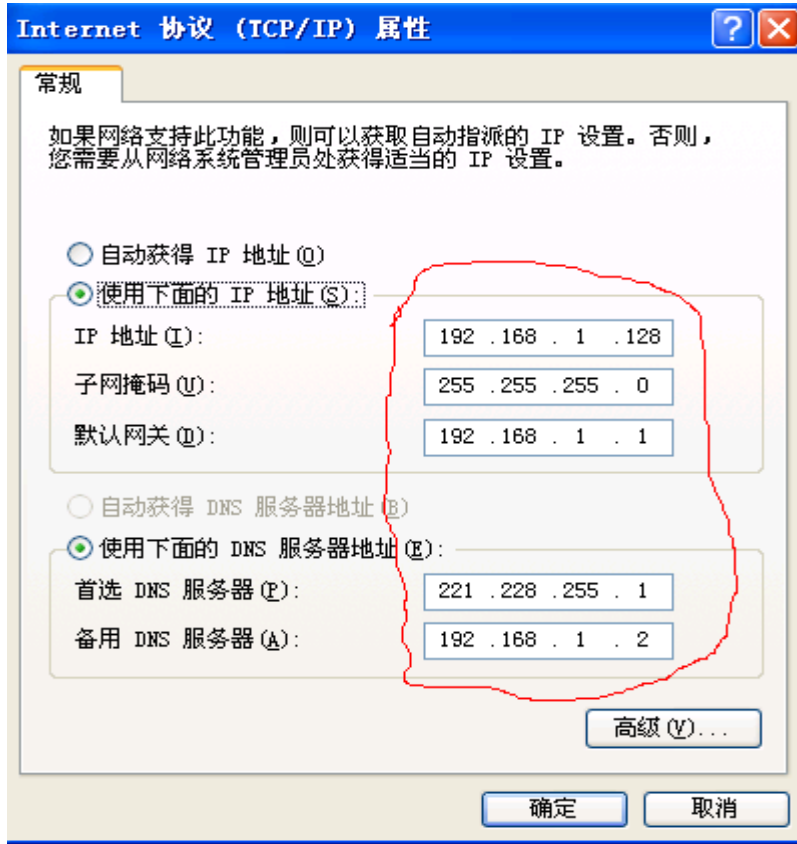 Internet 协议 (TCP/IP) 属性
常规
如果网络支持此功能，则可以获取自动指派的 IP 设置。否则，
您需要从网络系统管理员处获得适当的 IP 设置。
自动获得 IP 地址(O)
使用下面的 IP 地址(S):
IP 地址(I): 192 .168 . 1 .128
子网掩码(U): 255 .255 .255 . 0
默认网关(D): 192 .168 . 1 . 1
自动获得 DNS 服务器地址(B)
使用下面的 DNS 服务器地址(E):
首选 DNS 服务器(P): 221 .228 .255 . 1
备用 DNS 服务器(A): 192 .168 . 1 . 2
高级(V)...
确定 取消